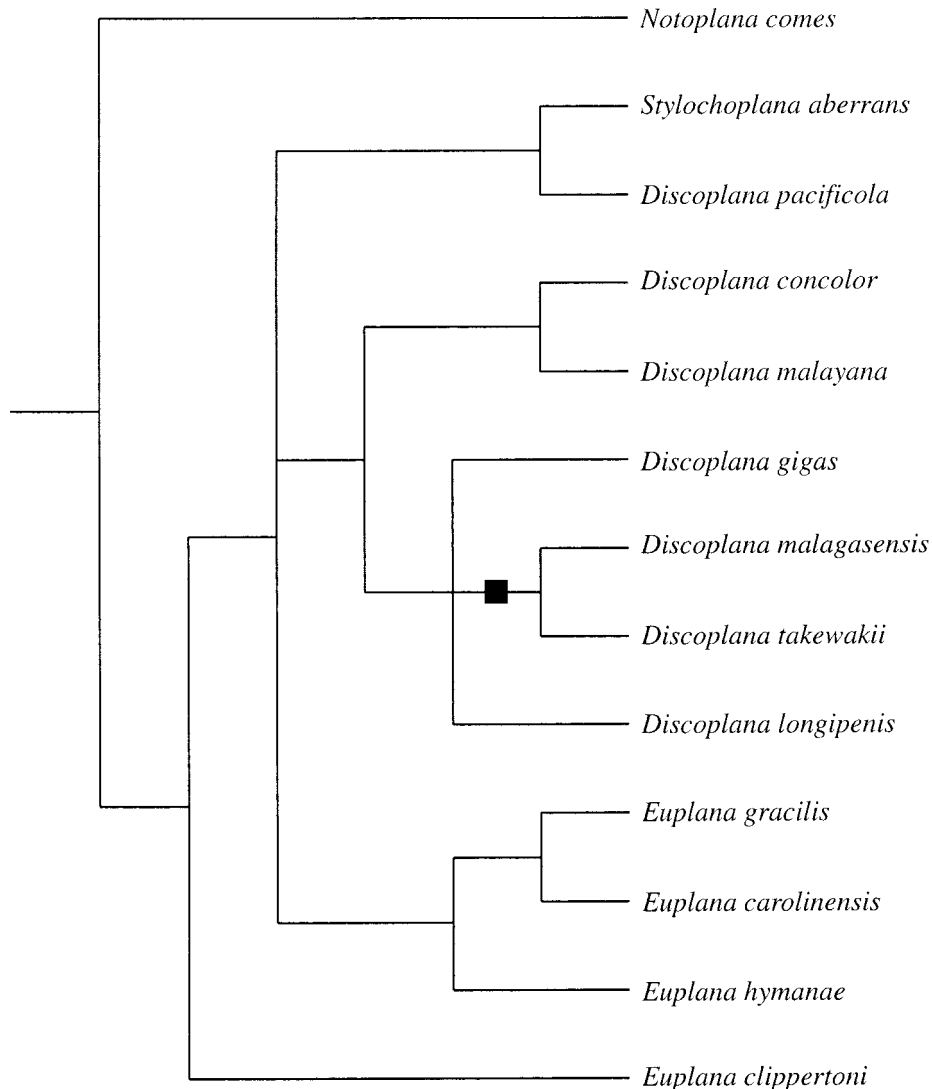 Notoplana comes
Stylochoplana aberrans
Discoplana pacificola
Discoplana concolor
Discoplana malayana
Discoplana gigas
Discoplana malagasensis
Discoplana takewakii
Discoplana longipenis
Euplana gracilis
Euplana carolinensis
Euplana hymanae
Euplana clippertoni